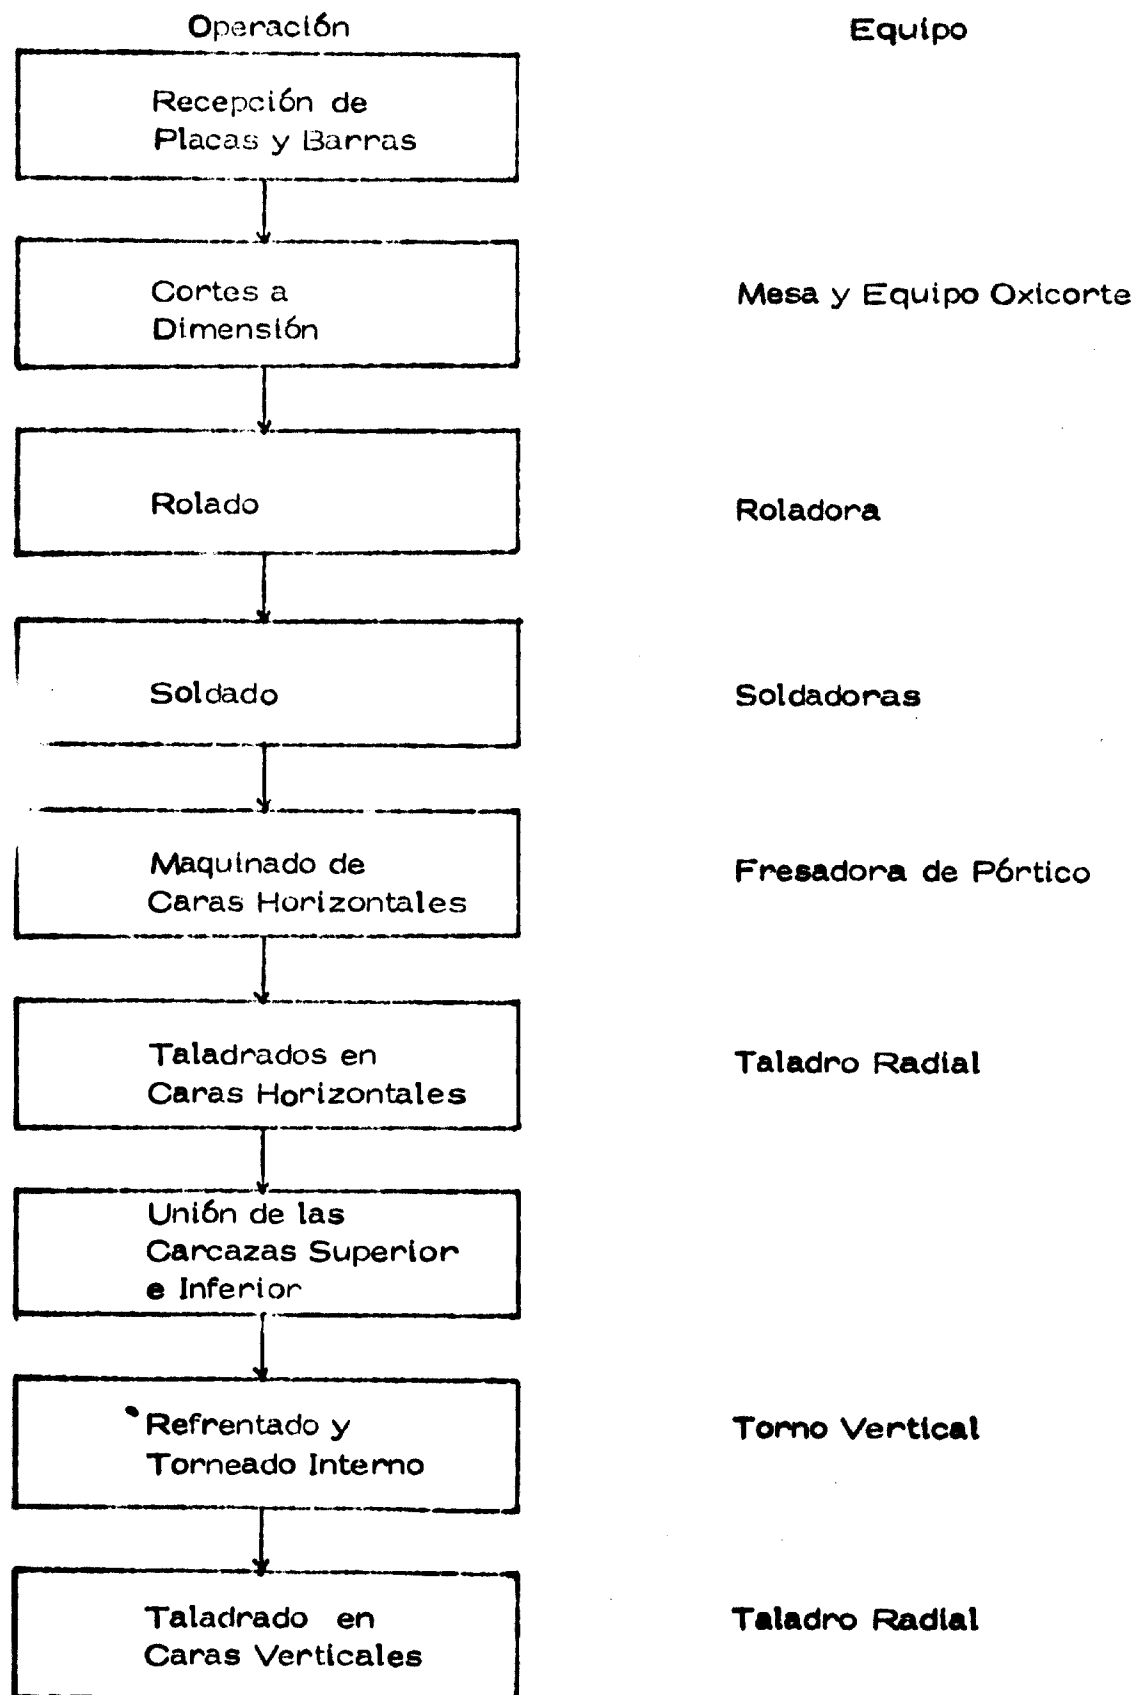 Operación Equipo
Recepción de
Placas y Barras
Cortes a Mesa y Equipo Oxicorte
Dimensión
Rolado Roladora
Soldado Soldadoras
Maquinado de Fresadora de Pórtico
Caras Horizontales
Taladrados en Taladro Radial
Caras Horizontales
Unión de las
Carcazas Superior
e Inferior
Refrentado y Torno Vertical
Torneado Interno
Taladrado en Taladro Radial
Caras Verticales